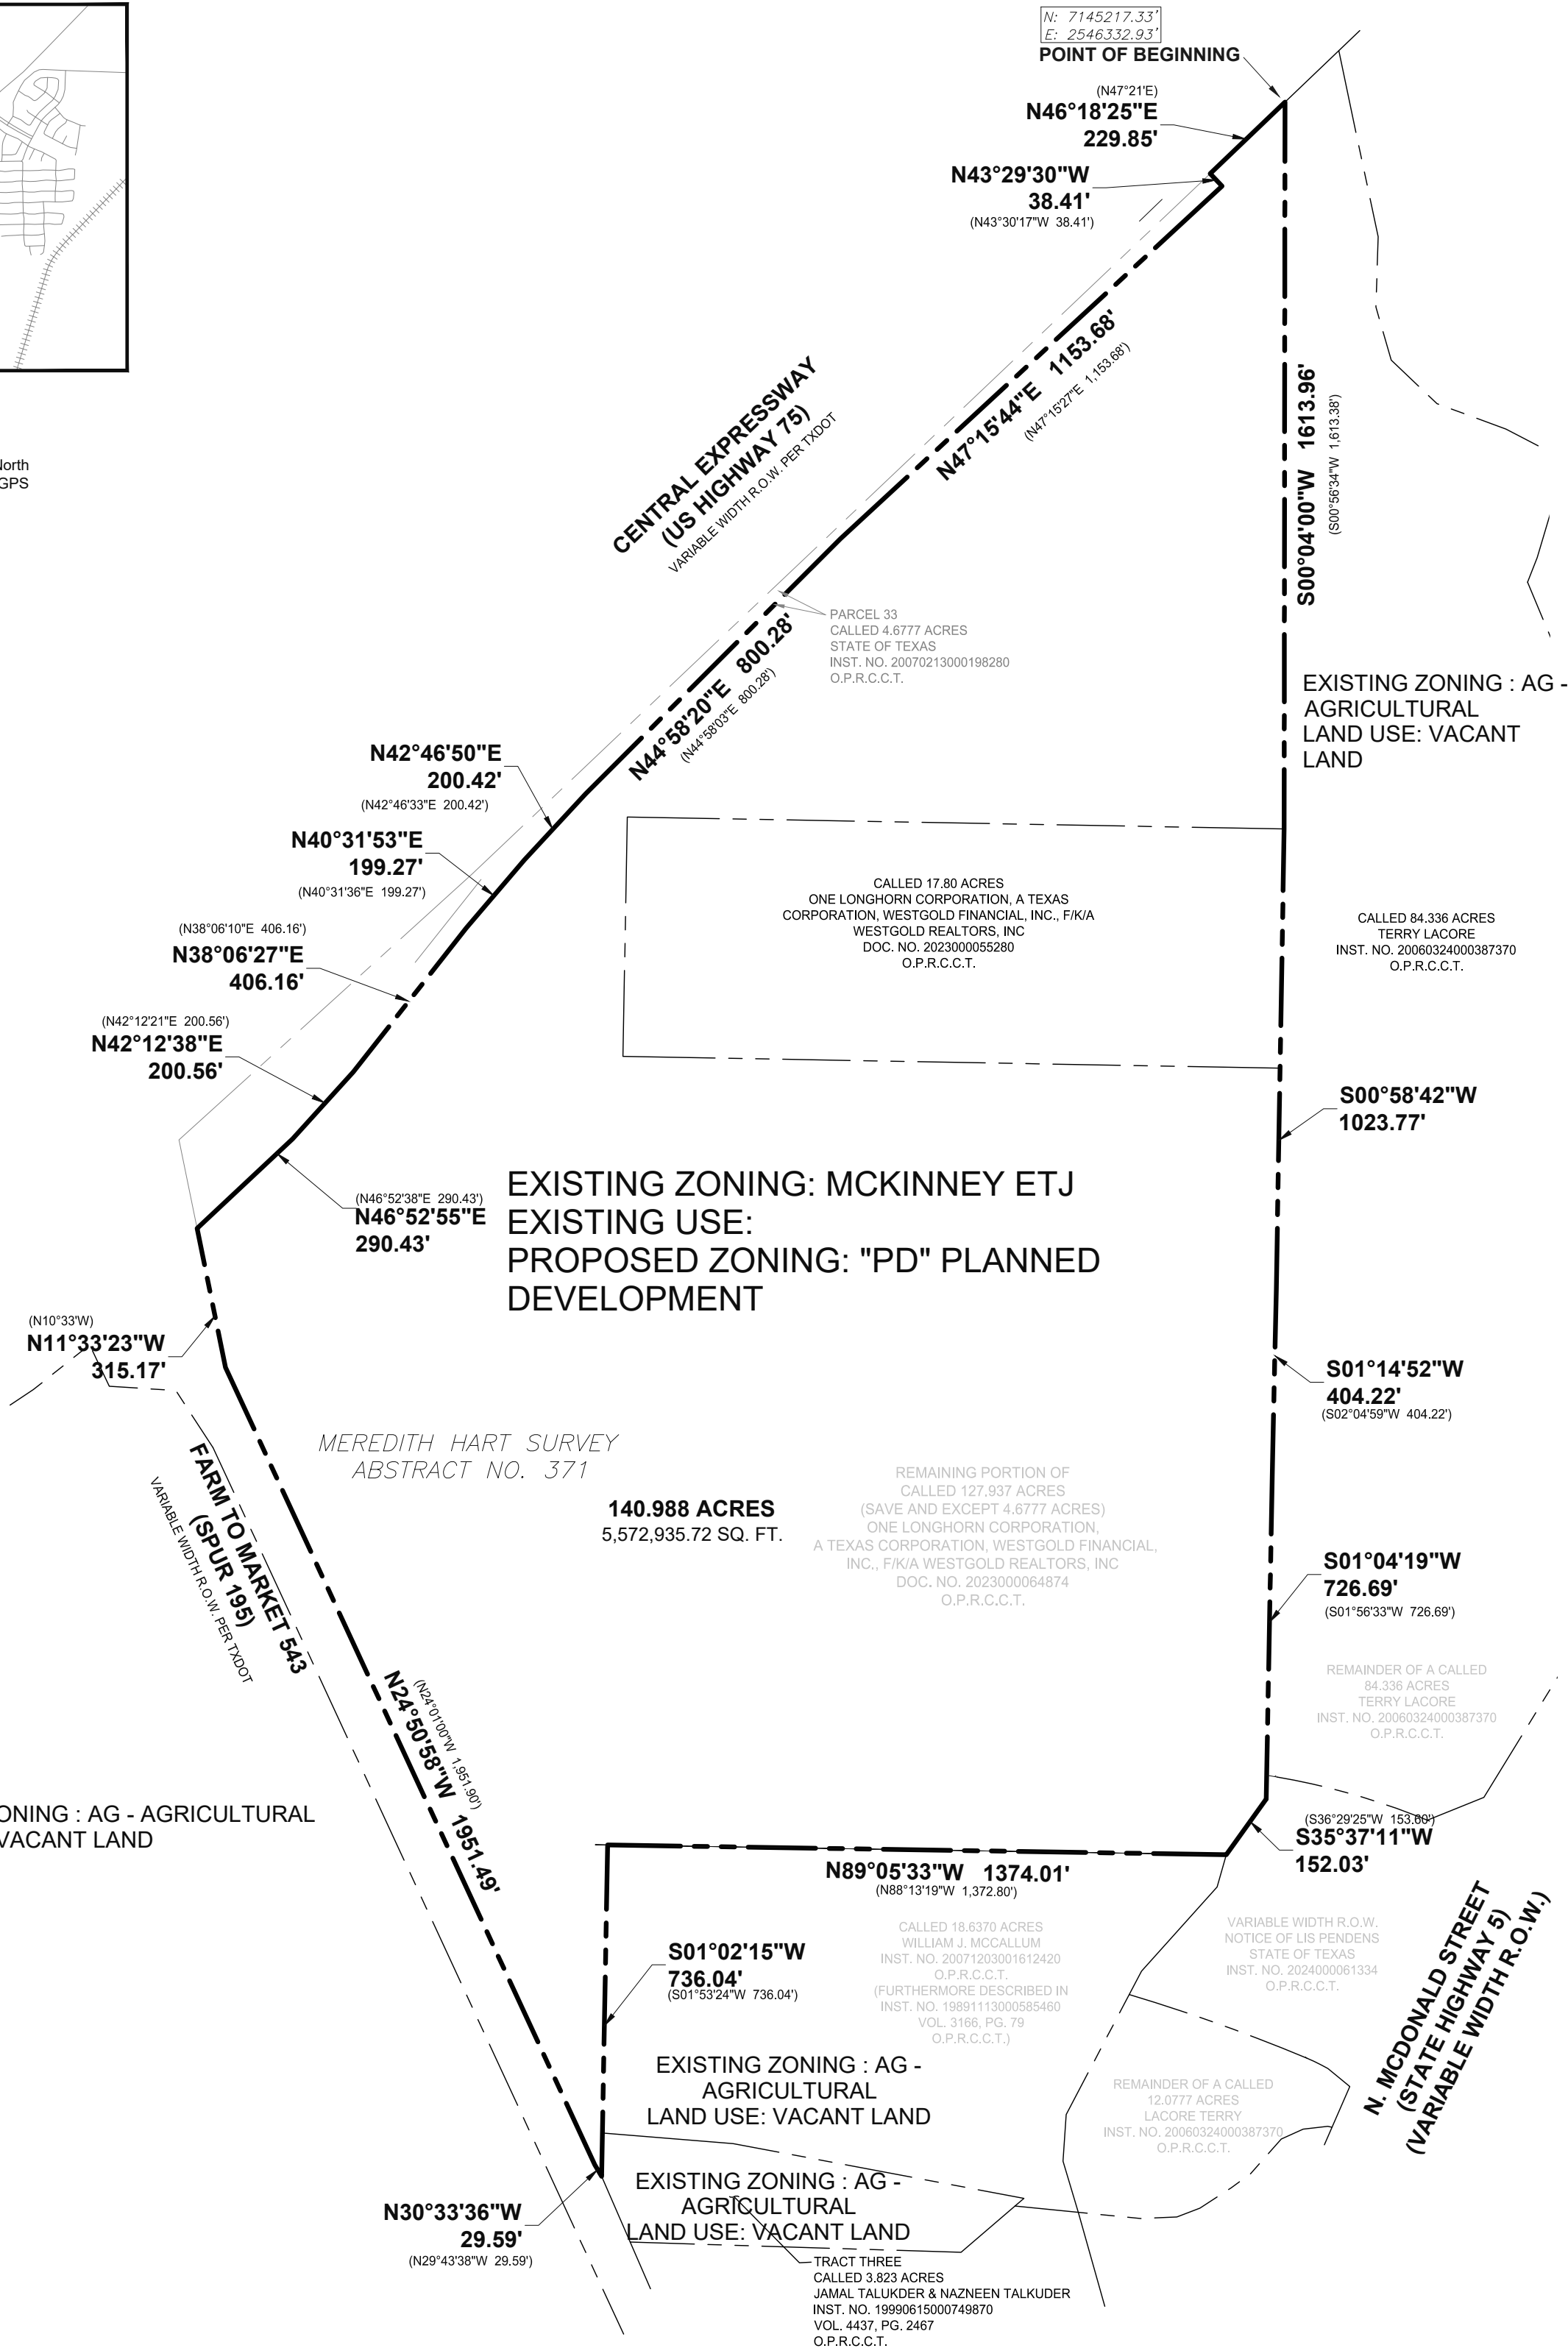 N: 7145217.33'
E: 2546332.93'
POINT OF BEGINNING
(N47°21'E)
N46°18'25"E
229.85'
N43°29'30"W
38.41'
(N43°30'17"W 38.41')
North
GPS
CENTRAL EXPRESSWAY
(US HIGHWAY 75)
VARIABLE WIDTH R.O.W. PER TXDOT
N47°15'44"E 1153.68'
(N47°15'27"E 1,153.68')
S00°04'00"W 1613.96'
(S00°56'34"W 1,613.38')
PARCEL 33
CALLED 4.6777 ACRES
STATE OF TEXAS
INST. NO. 20070213000198280
O.P.R.C.C.T.
N44°58'20"E 800.28'
(N44°58'03"E 800.28')
EXISTING ZONING : AG -
AGRICULTURAL
LAND USE: VACANT
LAND
N42°46'50"E
200.42'
(N42°46'33"E 200.42')
N40°31'53"E
199.27'
(N40°31'36"E 199.27')
CALLED 17.80 ACRES
ONE LONGHORN CORPORATION, A TEXAS
CORPORATION, WESTGOLD FINANCIAL, INC., F/K/A
WESTGOLD REALTORS, INC
DOC. NO. 2023000055280
O.P.R.C.C.T.
CALLED 84.336 ACRES
TERRY LACORE
INST. NO. 20060324000387370
O.P.R.C.C.T.
(N38°06'10"E 406.16')
N38°06'27"E
406.16'
(N42°12'21"E 200.56')
N42°12'38"E
200.56'
S00°58'42"W
1023.77'
(N46°52'38"E 290.43')
N46°52'55"E
290.43'
EXISTING ZONING: MCKINNEY ETJ
EXISTING USE:
PROPOSED ZONING: "PD" PLANNED
DEVELOPMENT
(N10°33'W)
N11°33'23"W
315.17'
S01°14'52"W
404.22'
(S02°04'59"W 404.22')
MEREDITH HART SURVEY
ABSTRACT NO. 371
FARM TO MARKET 543
(SPUR 195)
VARIABLE WIDTH R.O.W. PER TXDOT
140.988 ACRES
5,572,935.72 SQ. FT.
REMAINING PORTION OF
CALLED 127.937 ACRES
(SAVE AND EXCEPT 4.6777 ACRES)
ONE LONGHORN CORPORATION,
A TEXAS CORPORATION, WESTGOLD FINANCIAL,
INC., F/K/A WESTGOLD REALTORS, INC
DOC. NO. 2023000064874
O.P.R.C.C.T.
S01°04'19"W
726.69'
(S01°56'33"W 726.69')
REMAINDER OF A CALLED
84.336 ACRES
TERRY LACORE
INST. NO. 20060324000387370
O.P.R.C.C.T.
(N24°01'00"W 1,951.90')
N24°50'58"W 1951.49'
ONING : AG - AGRICULTURAL
VACANT LAND
(S36°29'25"W 153.60')
S35°37'11"W
152.03'
N89°05'33"W 1374.01'
(N88°13'19"W 1,372.80')
S01°02'15"W
736.04'
(S01°53'24"W 736.04')
CALLED 18.6370 ACRES
WILLIAM J. MCCALLUM
INST. NO. 20071203001612420
O.P.R.C.C.T.
(FURTHERMORE DESCRIBED IN
INST. NO. 19891113000585460
VOL. 3166, PG. 79
O.P.R.C.C.T.)
VARIABLE WIDTH R.O.W.
NOTICE OF LIS PENDENS
STATE OF TEXAS
INST. NO. 2024000061334
O.P.R.C.C.T.
N. MCDONALD STREET
(STATE HIGHWAY 5)
(VARIABLE WIDTH R.O.W.)
EXISTING ZONING : AG -
AGRICULTURAL
LAND USE: VACANT LAND
REMAINDER OF A CALLED
12.0777 ACRES
LACORE TERRY
INST. NO. 20060324000387370
O.P.R.C.C.T.
EXISTING ZONING : AG -
AGRICULTURAL
LAND USE: VACANT LAND
N30°33'36"W
29.59'
(N29°43'38"W 29.59')
TRACT THREE
CALLED 3.823 ACRES
JAMAL TALUKDER & NAZNEEN TALKUDER
INST. NO. 19990615000749870
VOL. 4437, PG. 2467
O.P.R.C.C.T.